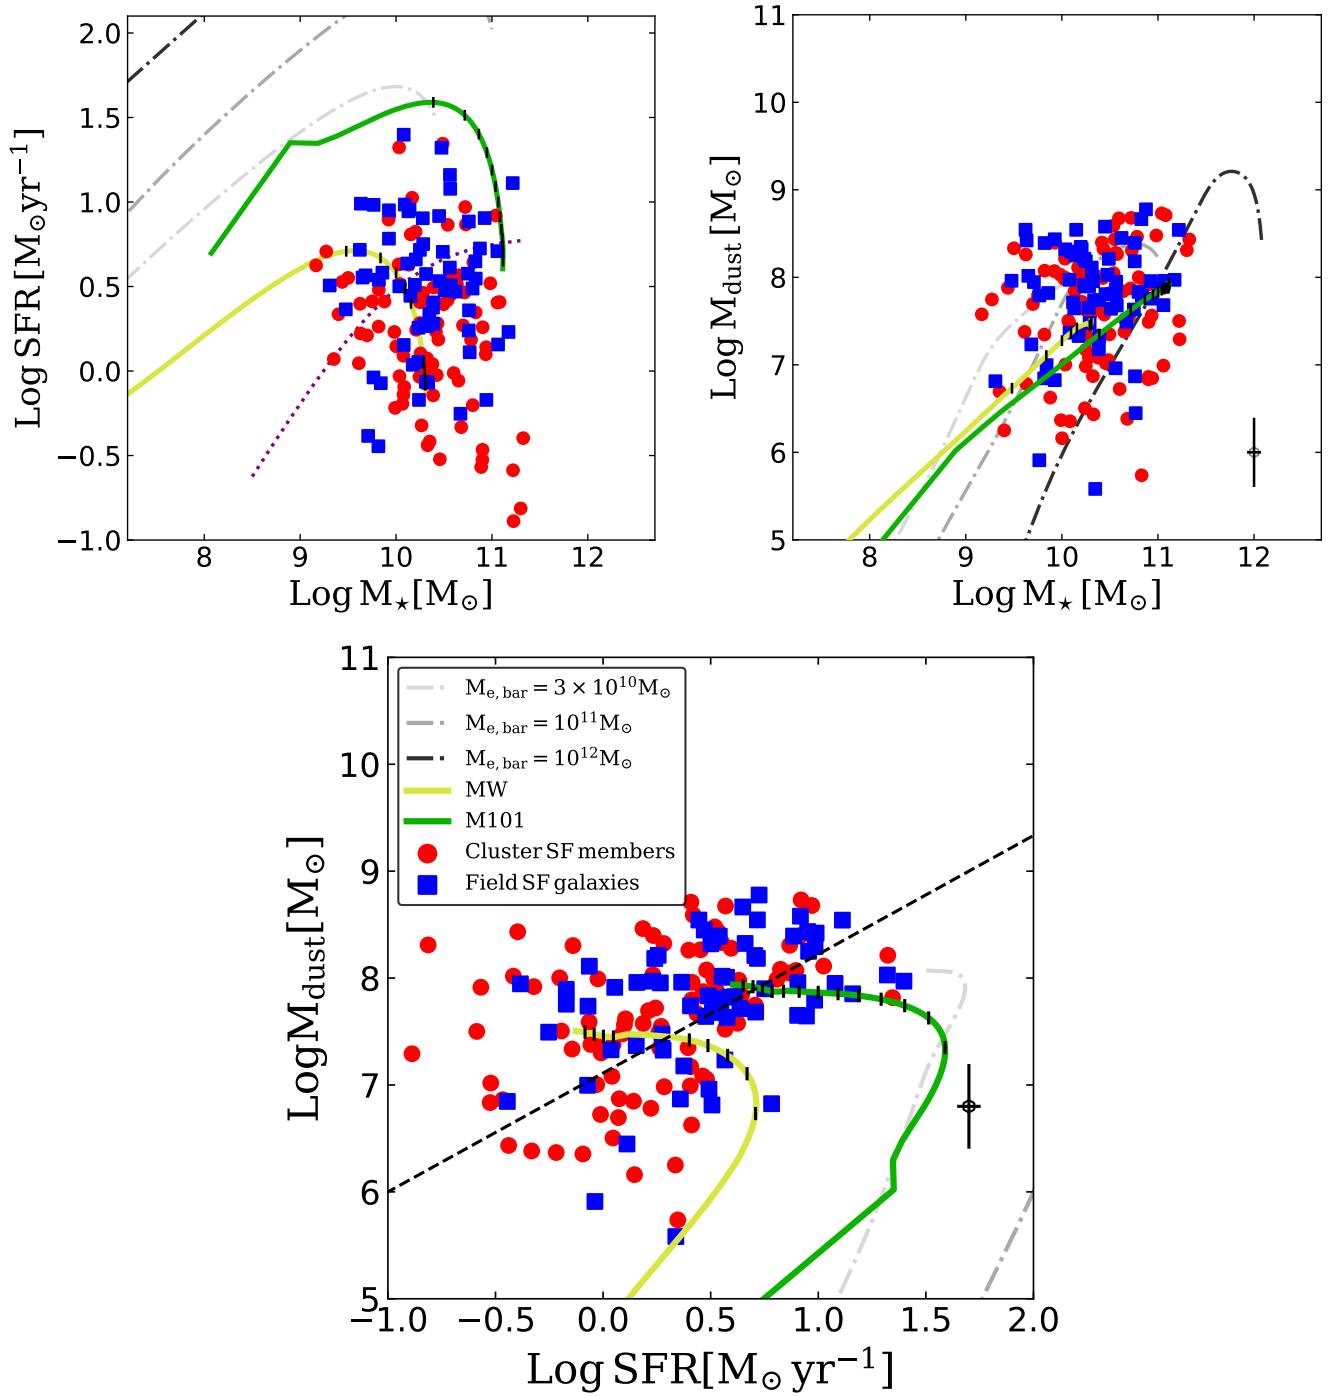 2.0
1.5
1.0
0.5
0.0
−0.5
−1.0
8 9 10 11 12
Log SFR[M⊙yr⁻¹]
Log M⋆[M⊙]
11
10
9
8
7
6
5
8 9 10 11 12
Log M_dust[M⊙]
Log M⋆ [M⊙]
11
10
9
8
7
6
5
−1.0 −0.5 0.0 0.5 1.0 1.5 2.0
LogM_dust[M⊙]
Log SFR[M⊙ yr⁻¹]
M_e, bar = 3 × 10¹⁰M⊙
M_e, bar = 10¹¹M⊙
M_e, bar = 10¹²M⊙
MW
M101
Cluster SF members
Field SF galaxies